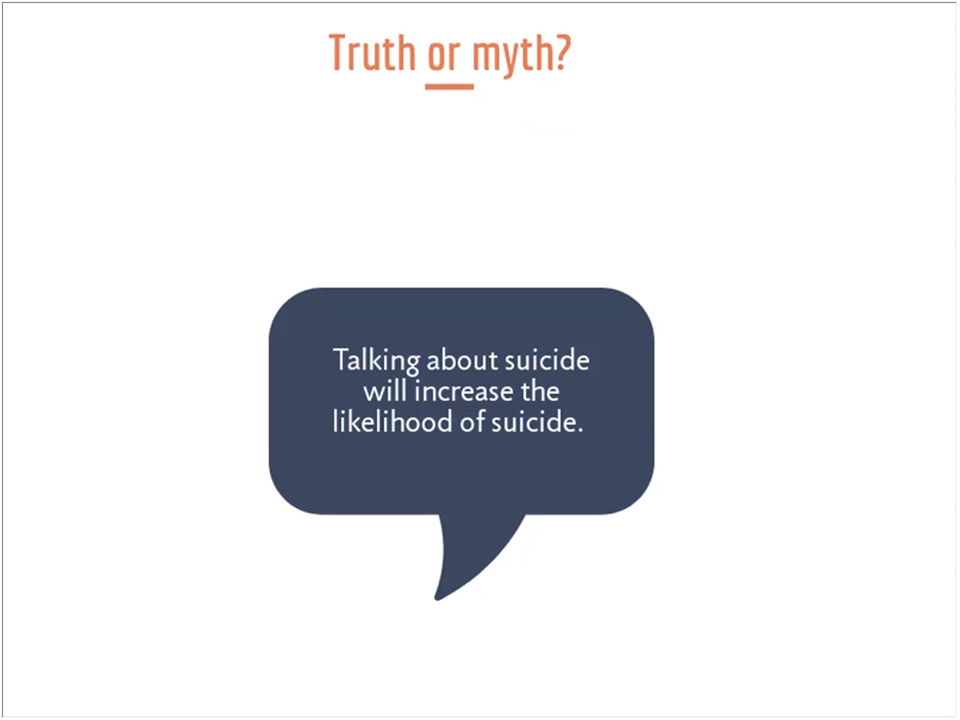 Truth or myth?
Talking about suicide
will increase the
likelihood of suicide.